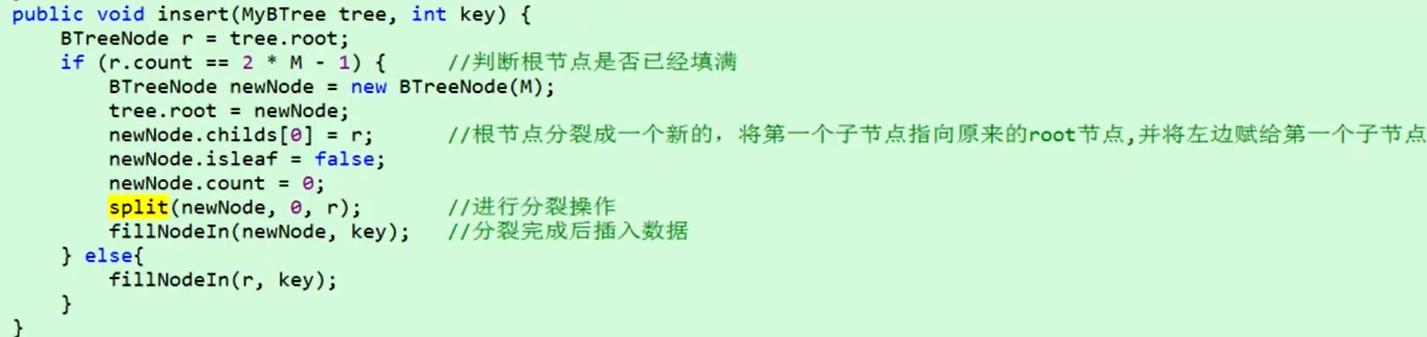 public void insert(MyBTree tree, int key) {
    BTreeNode r = tree.root;
    if (r.count == 2 * M - 1) {     //判断根节点是否已经填满
        BTreeNode newNode = new BTreeNode(M);
        tree.root = newNode;
        newNode.childs[0] = r;      //根节点分裂成一个新的，将第一个子节点指向原来的root节点,并将左边赋给第一个子节点
        newNode.isleaf = false;
        newNode.count = 0;
        split(newNode, 0, r);       //进行分裂操作
        fillNodeIn(newNode, key);   //分裂完成后插入数据
    } else{
        fillNodeIn(r, key);
    }
}